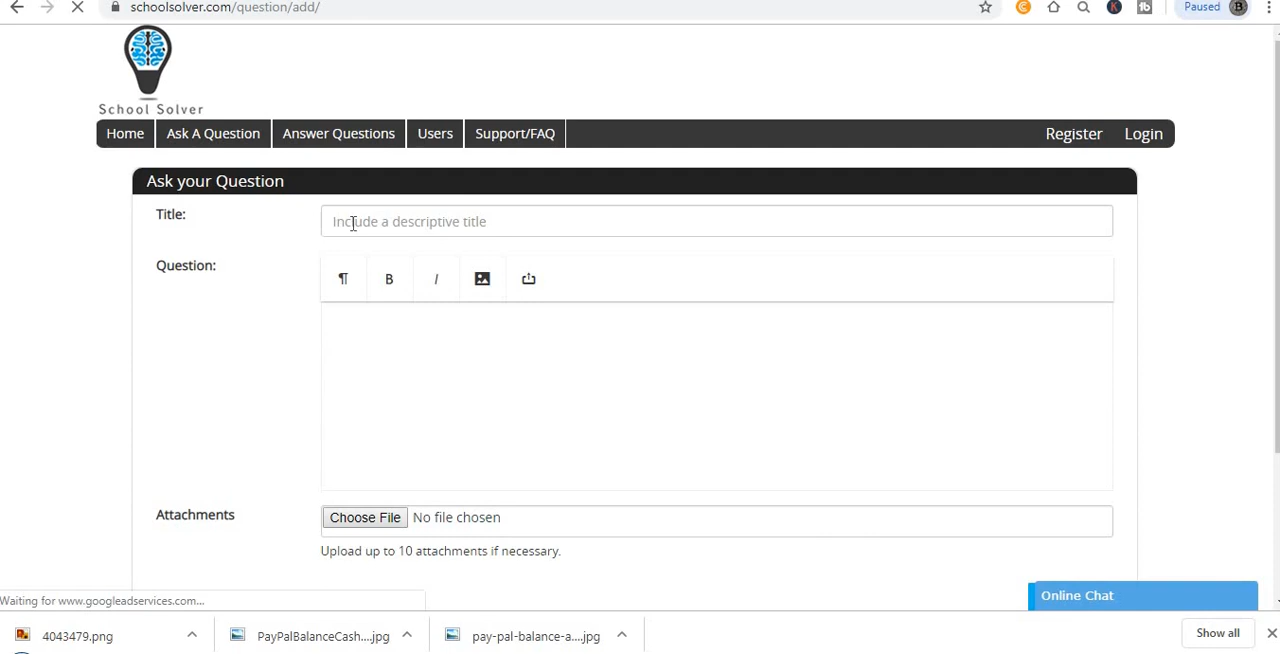 schoolsolver.com/question/add/
Paused
School Solver
Home Ask A Question Answer Questions Users Support/FAQ Register Login
Ask your Question
Title: Include a descriptive title
Question:
¶ B I
Attachments Choose File No file chosen
Upload up to 10 attachments if necessary.
Online Chat
Waiting for www.googleadservices.com...
4043479.png PayPalBalanceCash....jpg pay-pal-balance-a....jpg Show all